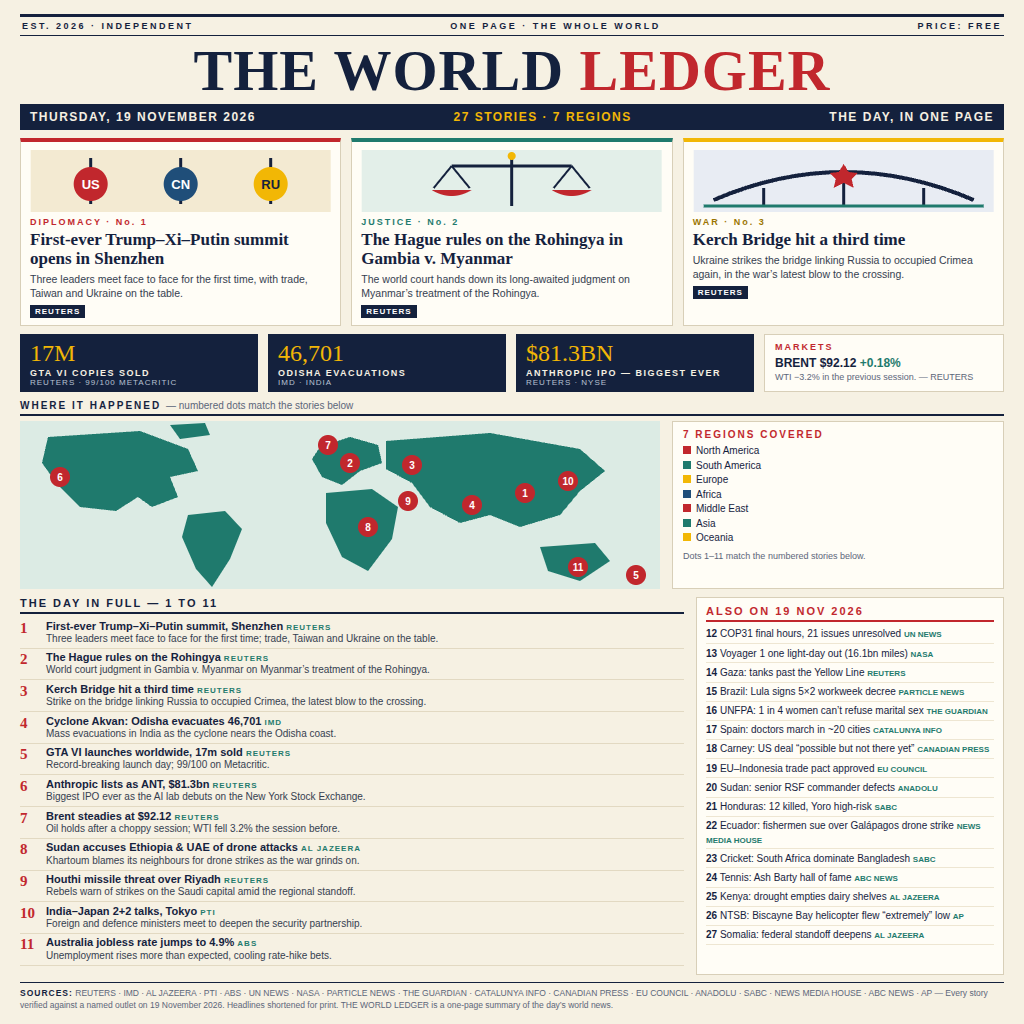 EST. 2026 · INDEPENDENT
ONE PAGE · THE WHOLE WORLD
PRICE: FREE
THE WORLD LEDGER
THURSDAY, 19 NOVEMBER 2026
27 STORIES · 7 REGIONS
THE DAY, IN ONE PAGE
US
CN
RU
DIPLOMACY · No. 1
First-ever Trump–Xi–Putin summit
opens in Shenzhen
Three leaders meet face to face for the first time, with trade,
Taiwan and Ukraine on the table.
REUTERS
JUSTICE · No. 2
The Hague rules on the Rohingya in
Gambia v. Myanmar
The world court hands down its long-awaited judgment on
Myanmar’s treatment of the Rohingya.
REUTERS
WAR · No. 3
Kerch Bridge hit a third time
Ukraine strikes the bridge linking Russia to occupied Crimea
again, in the war’s latest blow to the crossing.
REUTERS
17M
GTA VI COPIES SOLD
REUTERS · 99/100 METACRITIC
46,701
ODISHA EVACUATIONS
IMD · INDIA
$81.3BN
ANTHROPIC IPO — BIGGEST EVER
REUTERS · NYSE
MARKETS
BRENT $92.12 +0.18%
WTI −3.2% in the previous session. — REUTERS
WHERE IT HAPPENED — numbered dots match the stories below
7
2
3
6
10
1
9
4
8
11
5
7 REGIONS COVERED
North America
South America
Europe
Africa
Middle East
Asia
Oceania
Dots 1–11 match the numbered stories below.
THE DAY IN FULL — 1 TO 11
1 First-ever Trump–Xi–Putin summit, Shenzhen REUTERS
Three leaders meet face to face for the first time; trade, Taiwan and Ukraine on the table.
2 The Hague rules on the Rohingya REUTERS
World court judgment in Gambia v. Myanmar on Myanmar’s treatment of the Rohingya.
3 Kerch Bridge hit a third time REUTERS
Strike on the bridge linking Russia to occupied Crimea, the latest blow to the crossing.
4 Cyclone Akvan: Odisha evacuates 46,701 IMD
Mass evacuations in India as the cyclone nears the Odisha coast.
5 GTA VI launches worldwide, 17m sold REUTERS
Record-breaking launch day; 99/100 on Metacritic.
6 Anthropic lists as ANT, $81.3bn REUTERS
Biggest IPO ever as the AI lab debuts on the New York Stock Exchange.
7 Brent steadies at $92.12 REUTERS
Oil holds after a choppy session; WTI fell 3.2% the session before.
8 Sudan accuses Ethiopia & UAE of drone attacks AL JAZEERA
Khartoum blames its neighbours for drone strikes as the war grinds on.
9 Houthi missile threat over Riyadh REUTERS
Rebels warn of strikes on the Saudi capital amid the regional standoff.
10 India–Japan 2+2 talks, Tokyo PTI
Foreign and defence ministers meet to deepen the security partnership.
11 Australia jobless rate jumps to 4.9% ABS
Unemployment rises more than expected, cooling rate-hike bets.
ALSO ON 19 NOV 2026
12 COP31 final hours, 21 issues unresolved UN NEWS
13 Voyager 1 one light-day out (16.1bn miles) NASA
14 Gaza: tanks past the Yellow Line REUTERS
15 Brazil: Lula signs 5×2 workweek decree PARTICLE NEWS
16 UNFPA: 1 in 4 women can’t refuse marital sex THE GUARDIAN
17 Spain: doctors march in ~20 cities CATALUNYA INFO
18 Carney: US deal “possible but not there yet” CANADIAN PRESS
19 EU–Indonesia trade pact approved EU COUNCIL
20 Sudan: senior RSF commander defects ANADOLU
21 Honduras: 12 killed, Yoro high-risk SABC
22 Ecuador: fishermen sue over Galápagos drone strike NEWS
MEDIA HOUSE
23 Cricket: South Africa dominate Bangladesh SABC
24 Tennis: Ash Barty hall of fame ABC NEWS
25 Kenya: drought empties dairy shelves AL JAZEERA
26 NTSB: Biscayne Bay helicopter flew “extremely” low AP
27 Somalia: federal standoff deepens AL JAZEERA
SOURCES: REUTERS · IMD · AL JAZEERA · PTI · ABS · UN NEWS · NASA · PARTICLE NEWS · THE GUARDIAN · CATALUNYA INFO · CANADIAN PRESS · EU COUNCIL · ANADOLU · SABC · NEWS MEDIA HOUSE · ABC NEWS · AP — Every story
verified against a named outlet on 19 November 2026. Headlines shortened for print. THE WORLD LEDGER is a one-page summary of the day’s world news.